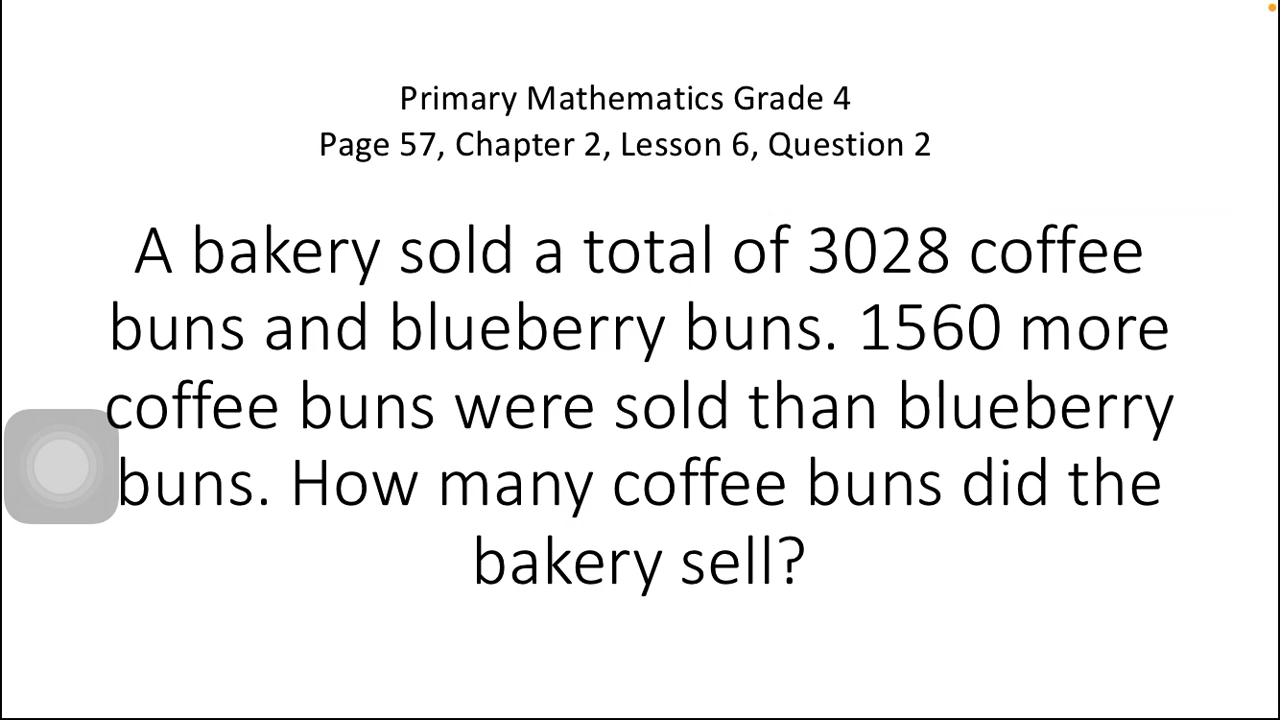 Primary Mathematics Grade 4
Page 57, Chapter 2, Lesson 6, Question 2
A bakery sold a total of 3028 coffee
buns and blueberry buns. 1560 more
coffee buns were sold than blueberry
buns. How many coffee buns did the
bakery sell?